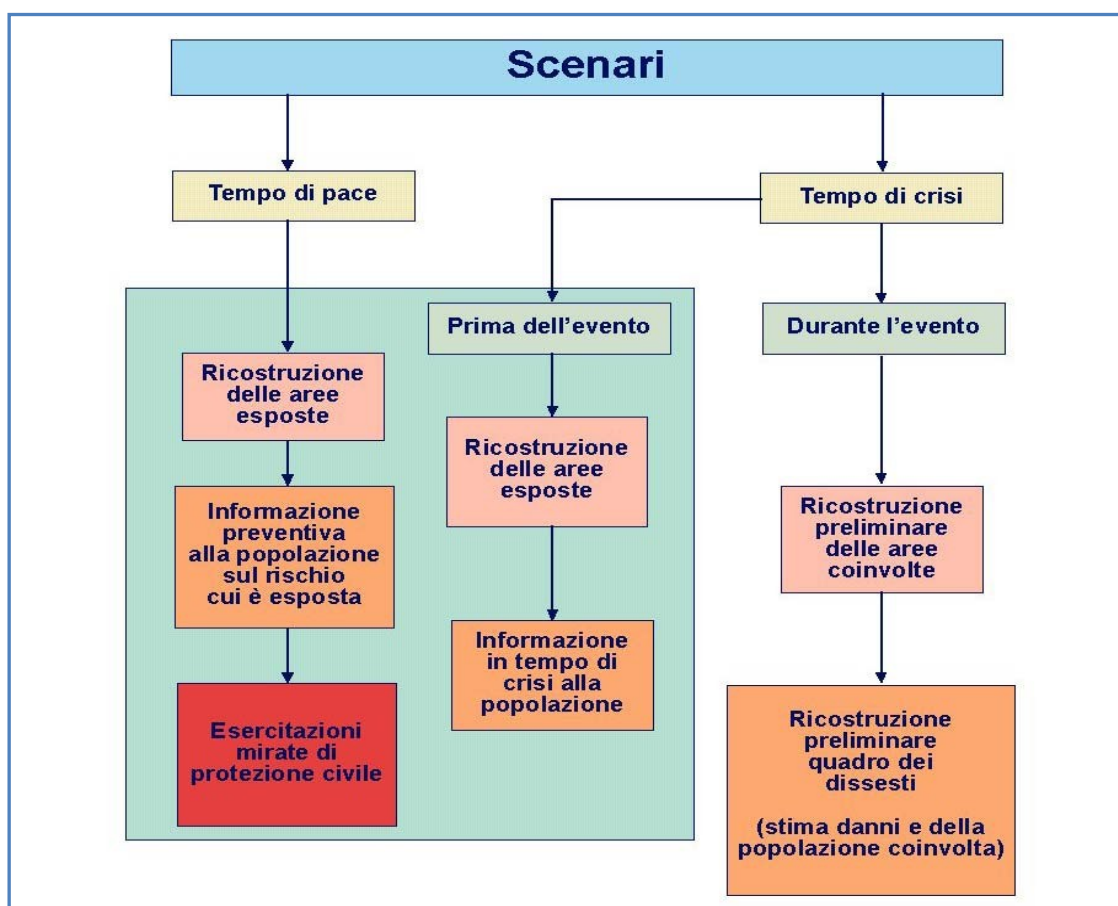 Scenari
Tempo di pace
Tempo di crisi
Prima dell'evento
Durante l'evento
Ricostruzione
delle aree
esposte
Ricostruzione
delle aree
esposte
Informazione
preventiva
alla popolazione
sul rischio
cui è esposta
Ricostruzione
preliminare
delle aree
coinvolte
Informazione
in tempo di
crisi alla
popolazione
Esercitazioni
mirate di
protezione civile
Ricostruzione
preliminare
quadro dei
dissesti
(stima danni e della
popolazione coinvolta)